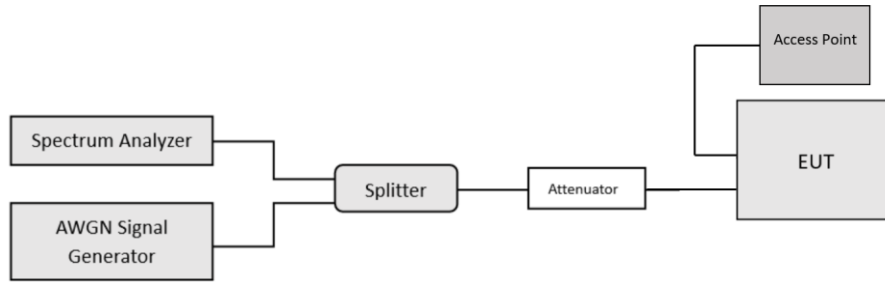 Access Point
Spectrum Analyzer
EUT
Splitter
Attenuator
AWGN Signal
Generator